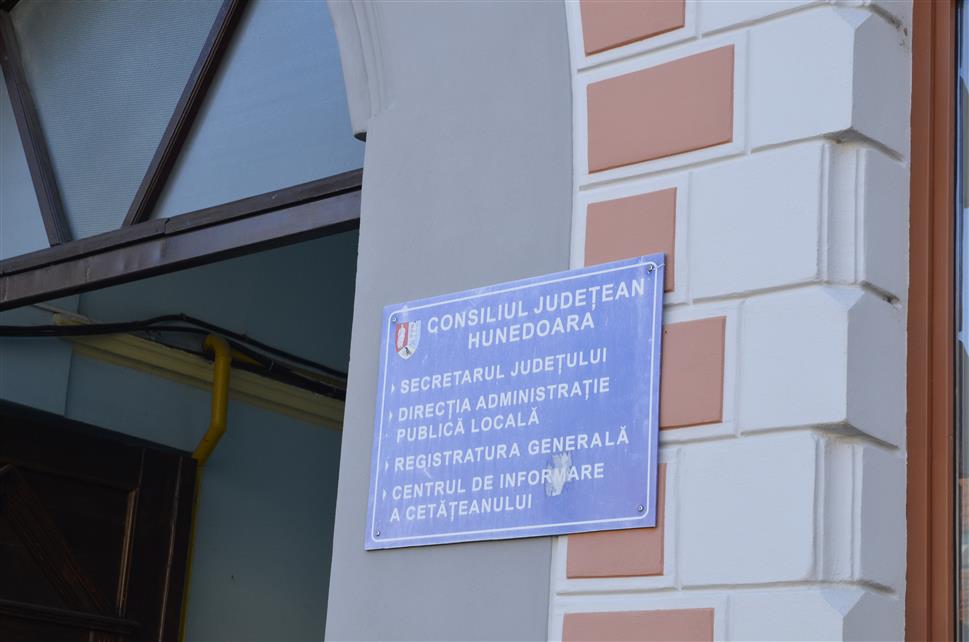 CONSILIUL JUDEȚEAN
HUNEDOARA
SECRETARUL JUDEȚULUI
DIRECȚIA ADMINISTRAȚIE
PUBLICĂ LOCALĂ
REGISTRATURA GENERALĂ
CENTRUL DE INFORMARE
A CETĂȚEANULUI